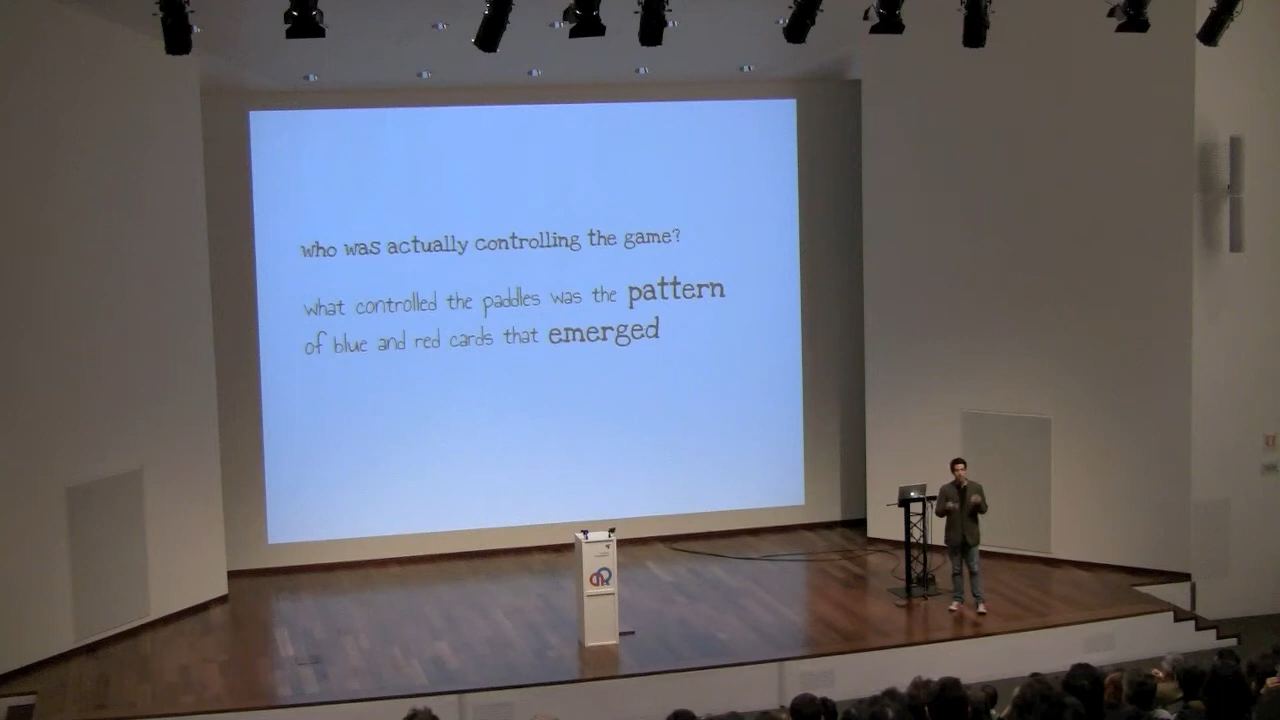 who was actually controlling the game?
what controlled the paddles was the pattern
of blue and red cards that emerged